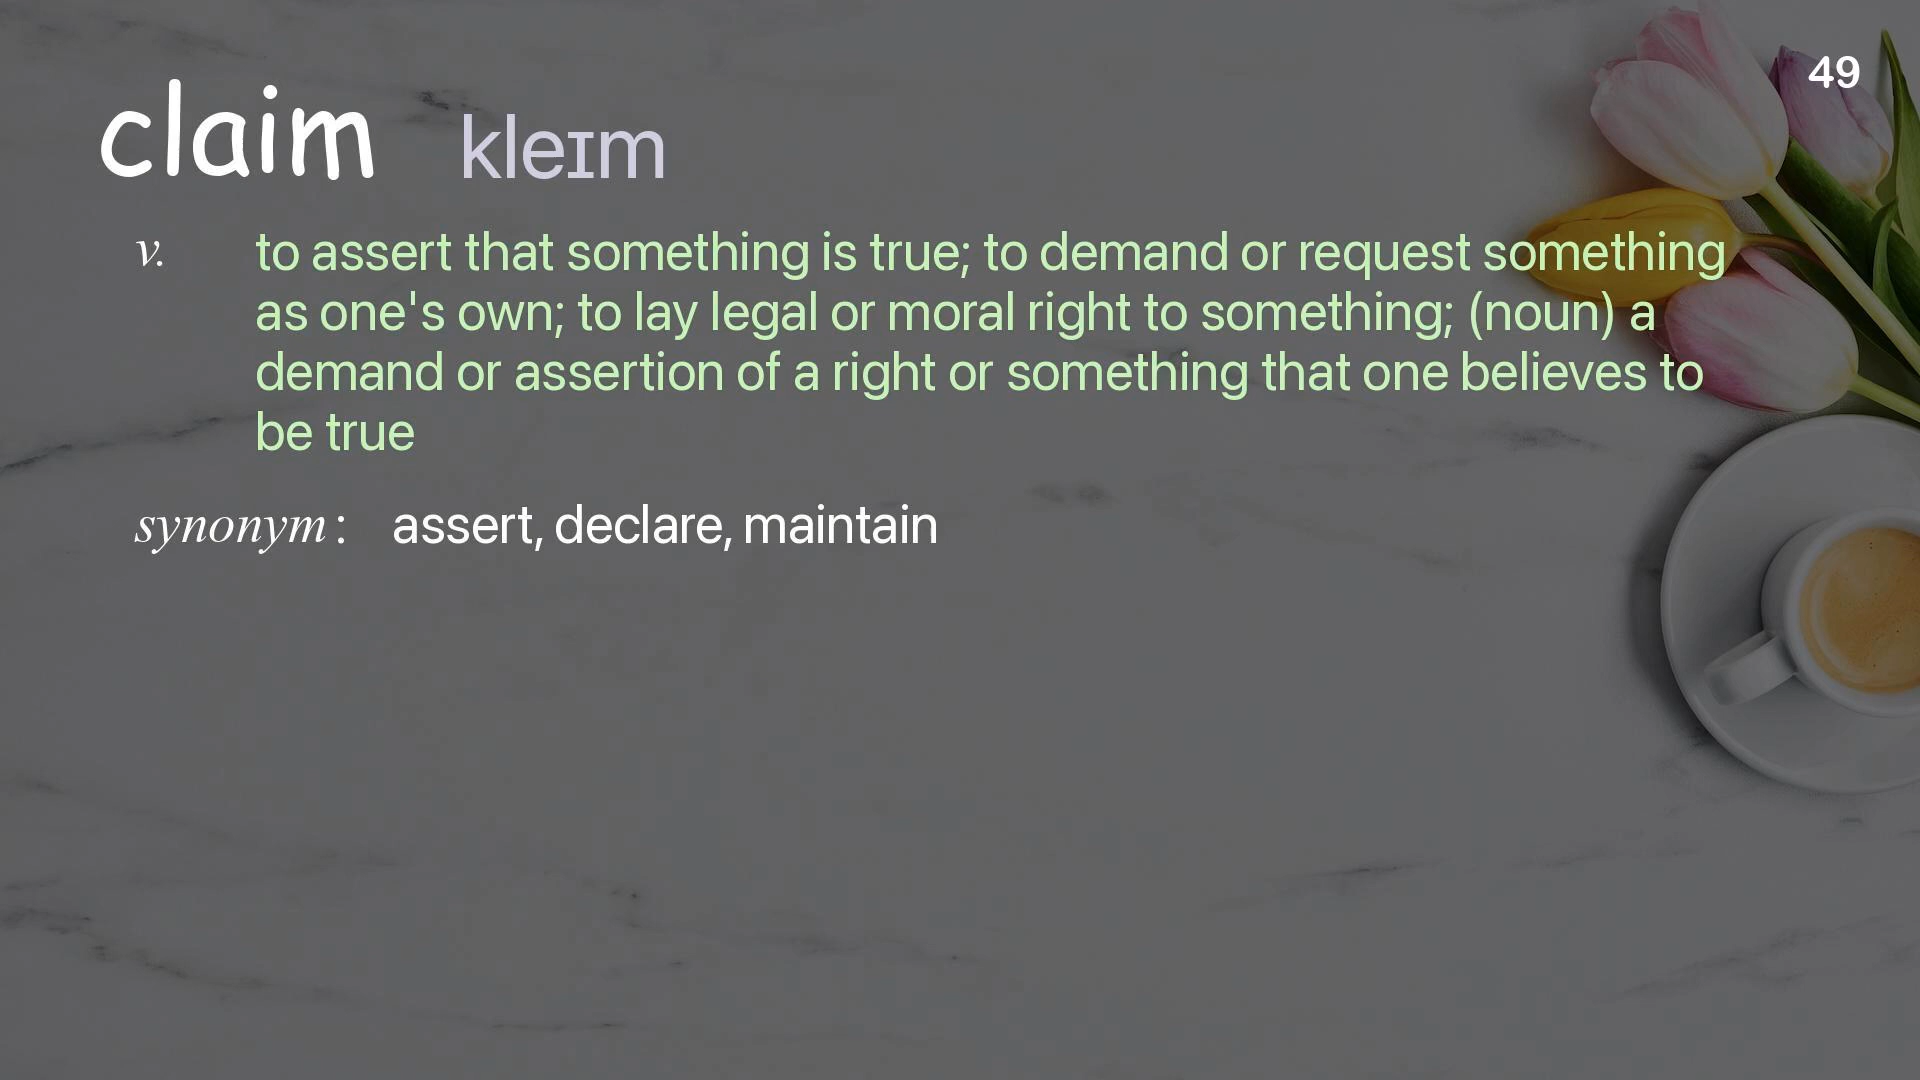 49
claim kleɪm
v. to assert that something is true; to demand or request something
as one's own; to lay legal or moral right to something; (noun) a
demand or assertion of a right or something that one believes to
be true
synonym: assert, declare, maintain